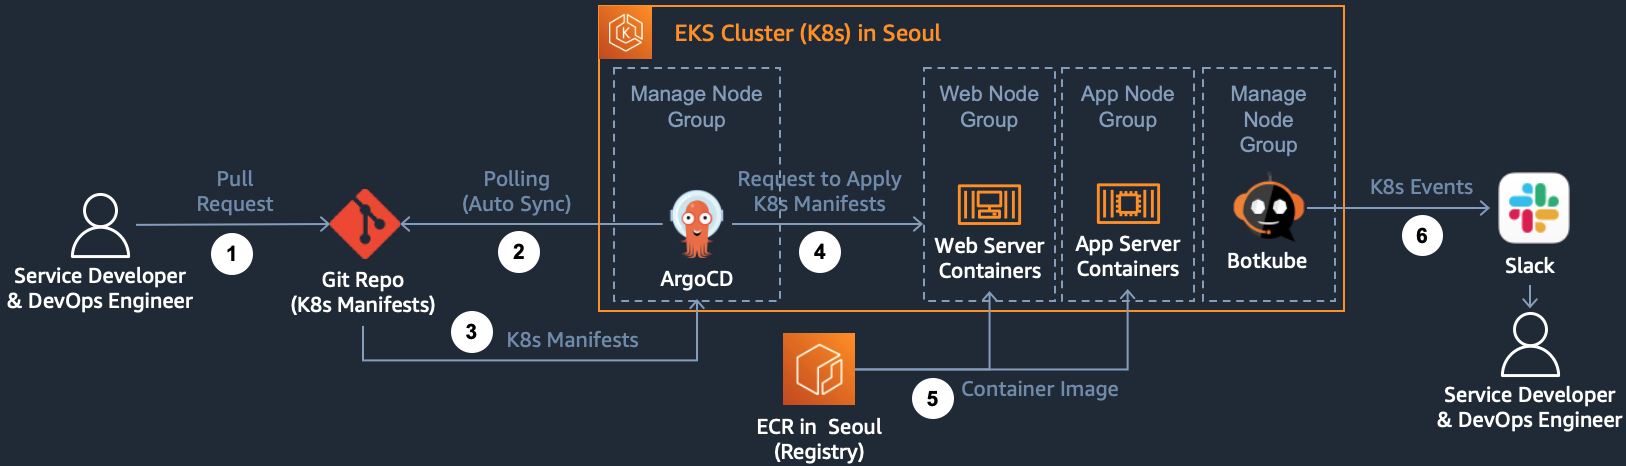 EKS Cluster (K8s) in Seoul
Manage Node
Group
Web Node
Group
App Node
Group
Manage
Node
Group
Pull
Request
1
Polling
(Auto Sync)
2
Request to Apply
K8s Manifests
4
K8s Events
6
Service Developer
& DevOps Engineer
Git Repo
(K8s Manifests)
ArgoCD
Web Server
Containers
App Server
Containers
Botkube
Slack
3
K8s Manifests
5
Container Image
ECR in  Seoul
(Registry)
Service Developer
& DevOps Engineer